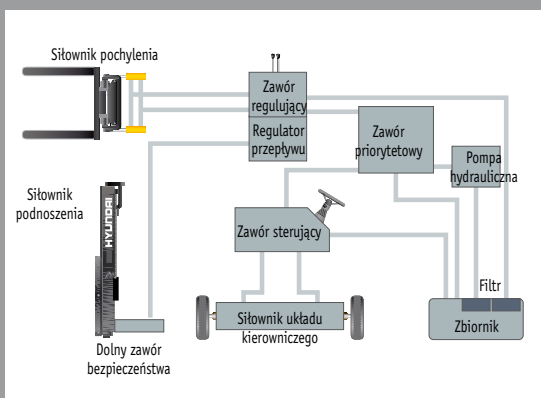 Siłownik pochylenia
Zawór
regulujący
Regulator
przepływu
Zawór
priorytetowy
Pompa
hydrauliczna
Siłownik
podnoszenia
HYUNDAI
Zawór sterujący
Filtr
Zbiornik
Siłownik układu
kierowniczego
Dolny zawór
bezpieczeństwa